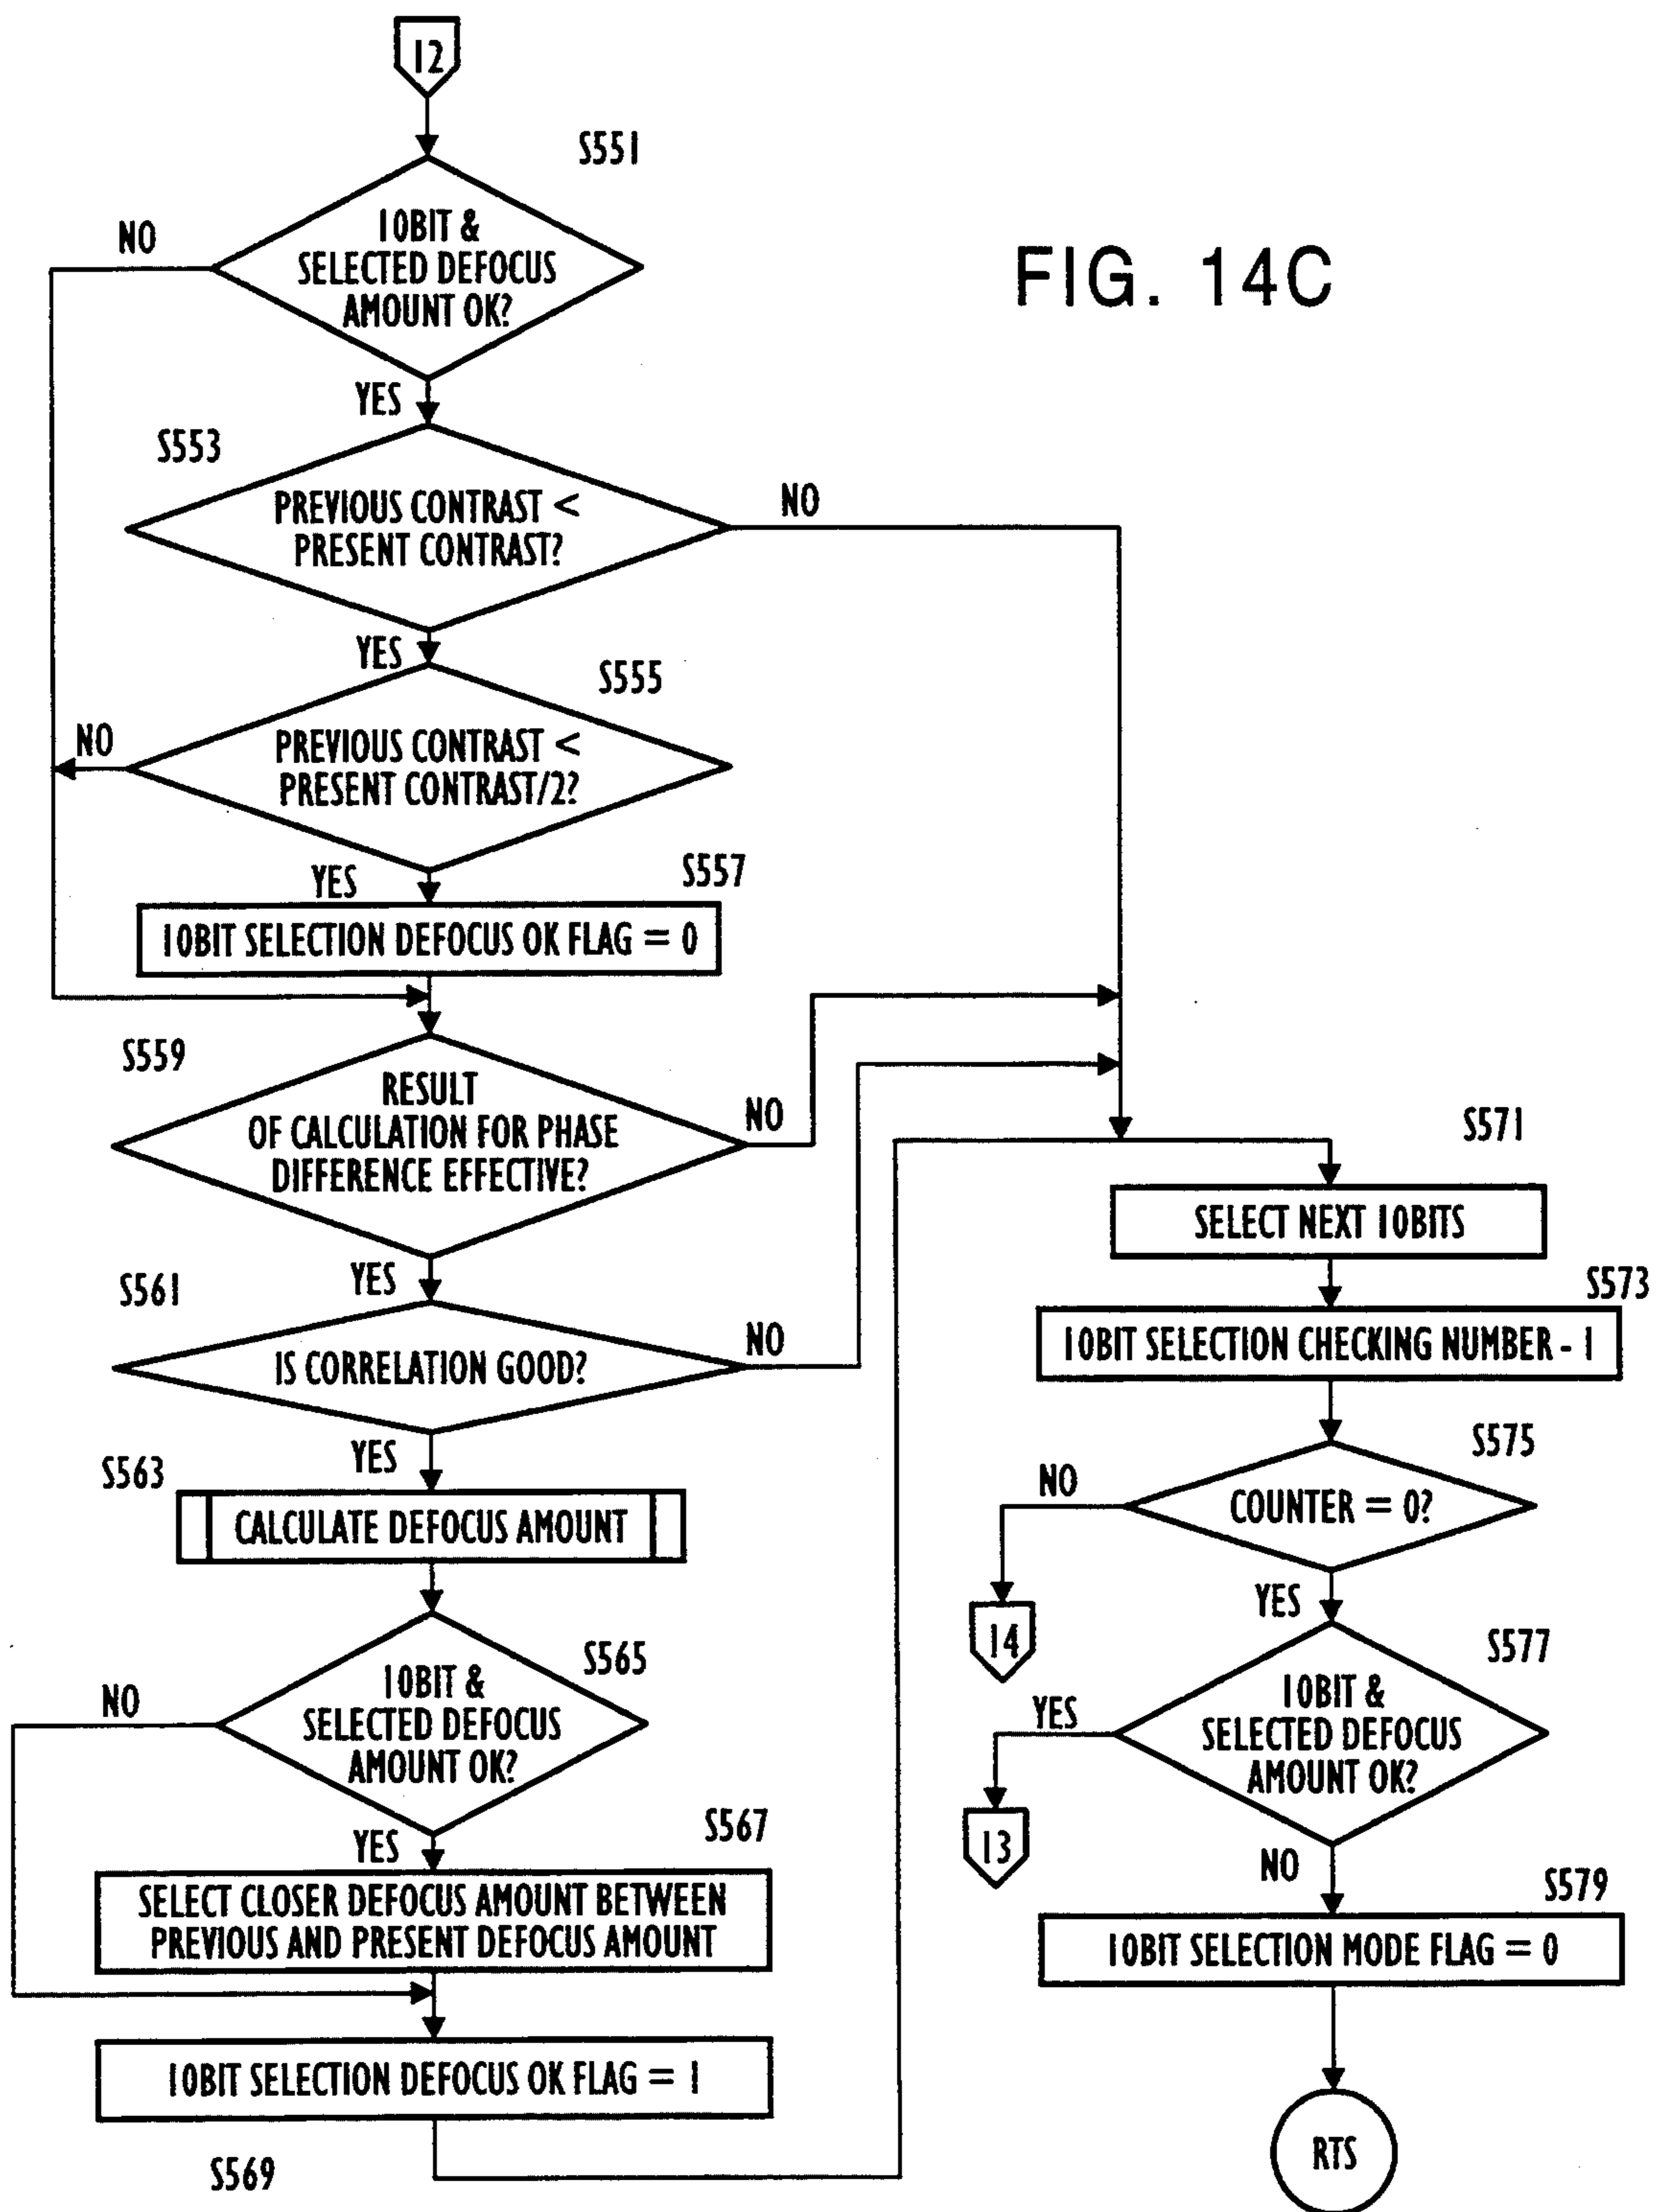 12
S551
10BIT &
SELECTED DEFOCUS
AMOUNT OK?
NO
FIG. 14C
YES
S553
PREVIOUS CONTRAST <
PRESENT CONTRAST?
NO
YES
S555
PREVIOUS CONTRAST <
PRESENT CONTRAST/2?
NO
YES
S557
10BIT SELECTION DEFOCUS OK FLAG = 0
S559
RESULT
OF CALCULATION FOR PHASE
DIFFERENCE EFFECTIVE?
NO
YES
S561
IS CORRELATION GOOD?
NO
YES
S563
CALCULATE DEFOCUS AMOUNT
S565
10BIT &
SELECTED DEFOCUS
AMOUNT OK?
NO
YES
S567
SELECT CLOSER DEFOCUS AMOUNT BETWEEN
PREVIOUS AND PRESENT DEFOCUS AMOUNT
10BIT SELECTION DEFOCUS OK FLAG = 1
S569
S571
SELECT NEXT 10BITS
S573
10BIT SELECTION CHECKING NUMBER - 1
S575
COUNTER = 0?
NO
14
YES
S577
10BIT &
SELECTED DEFOCUS
AMOUNT OK?
YES
13
NO
S579
10BIT SELECTION MODE FLAG = 0
RTS